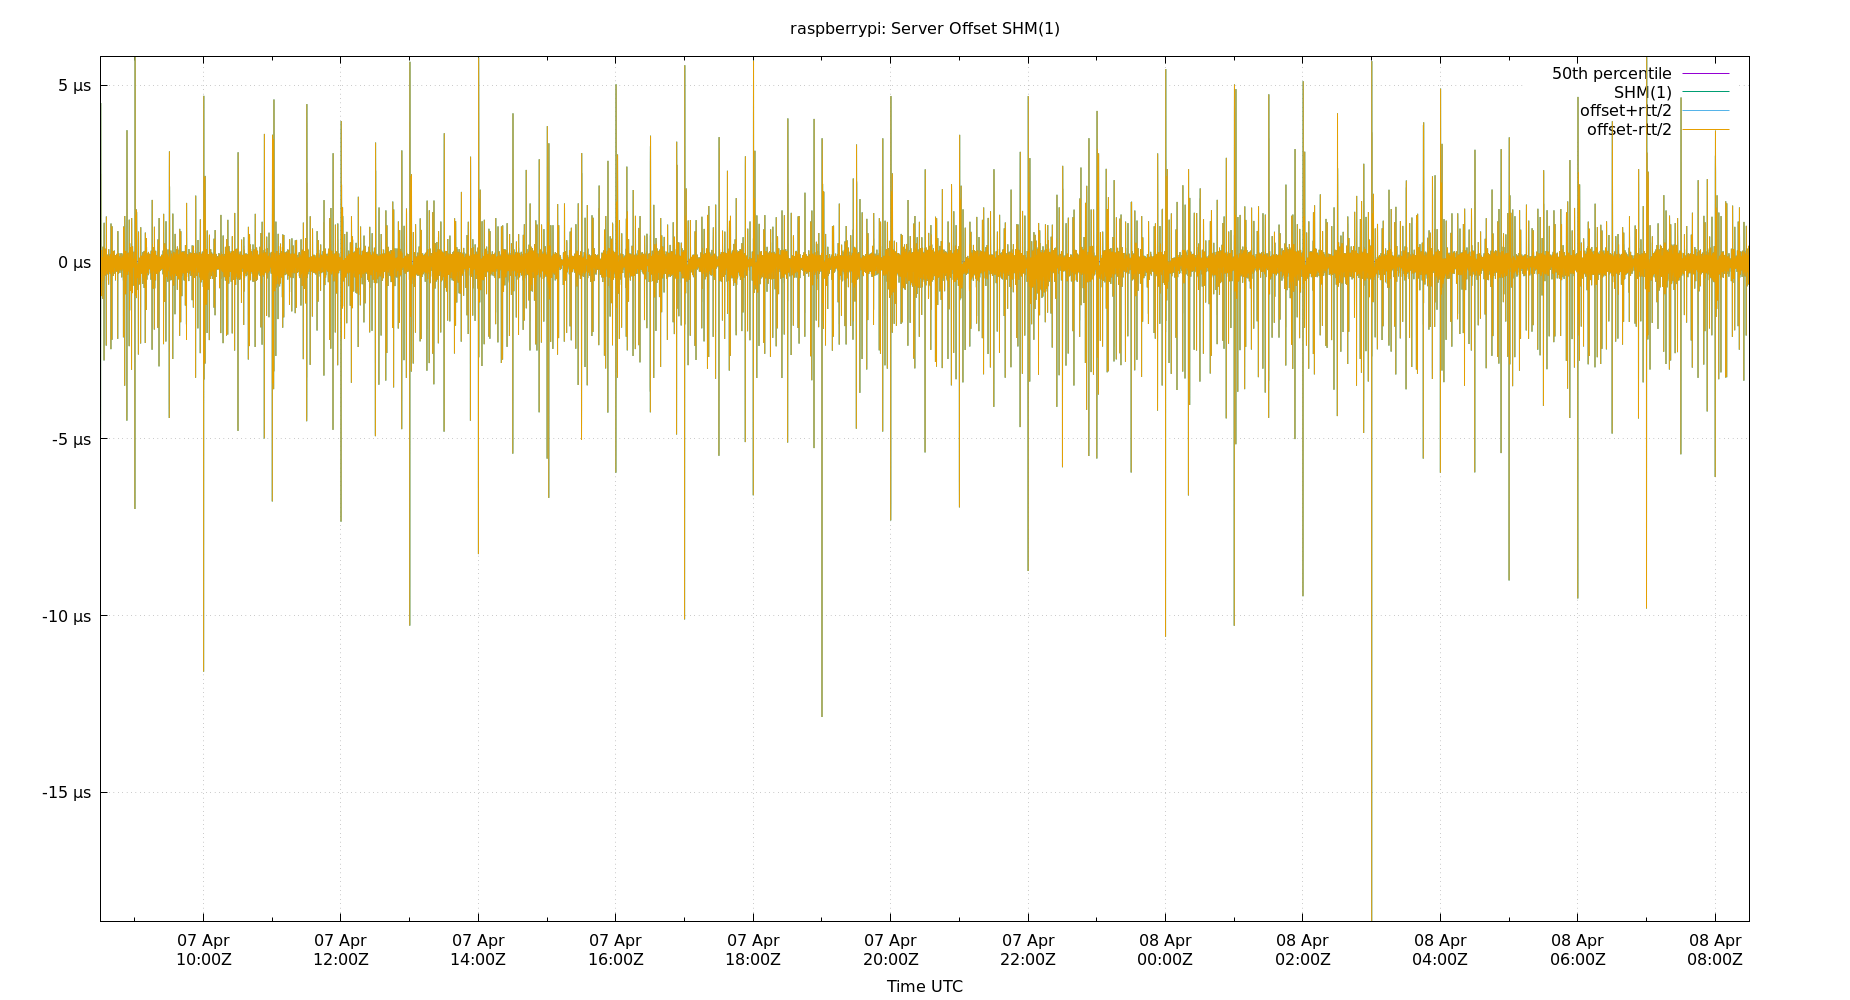 raspberrypi: Server Offset SHM(1)
50th percentile
SHM(1)
offset+rtt/2
offset-rtt/2
5 µs
0 µs
-5 µs
-10 µs
-15 µs
07 Apr 07 Apr 07 Apr 07 Apr 07 Apr 07 Apr 07 Apr 08 Apr 08 Apr 08 Apr 08 Apr 08 Apr
10:00Z 12:00Z 14:00Z 16:00Z 18:00Z 20:00Z 22:00Z 00:00Z 02:00Z 04:00Z 06:00Z 08:00Z
Time UTC